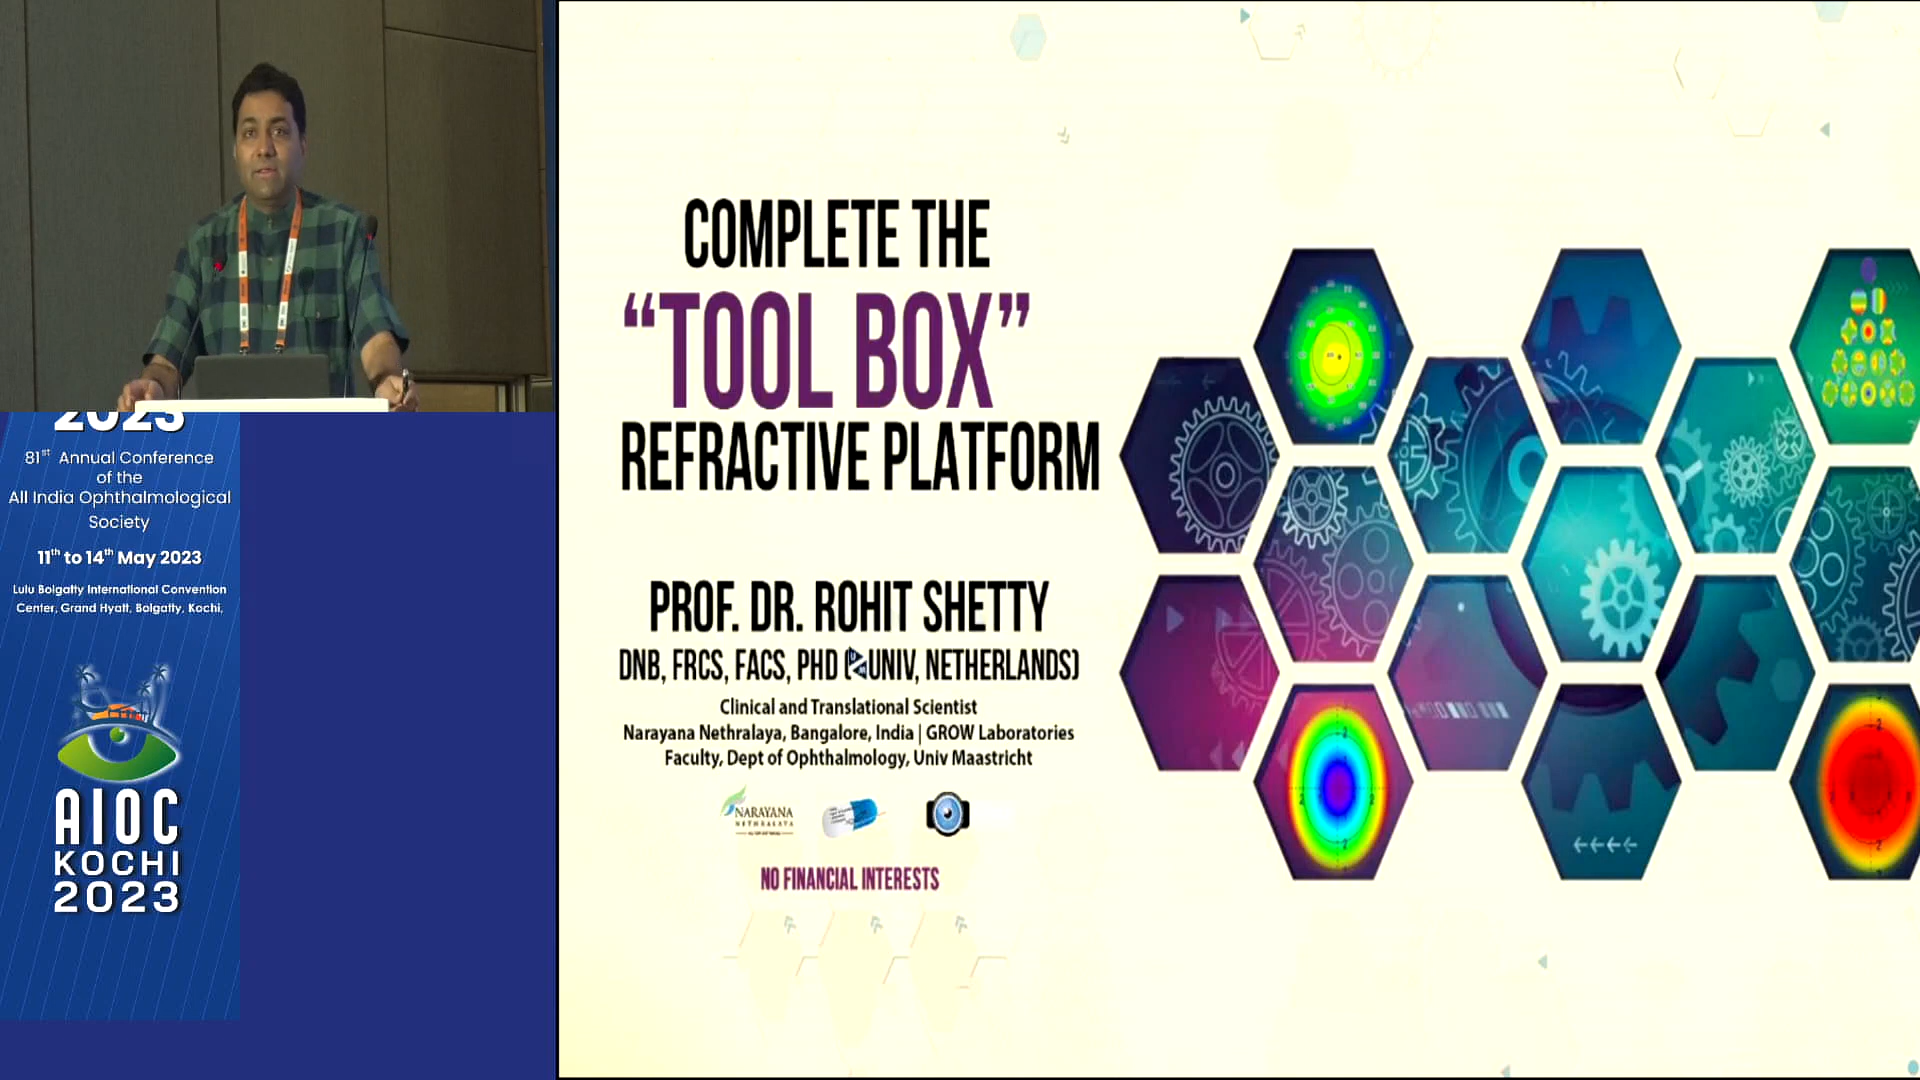 2023
81st Annual Conference
of the
All India Ophthalmological
Society
11th to 14th May 2023
Lulu Bolgatty International Convention
Center, Grand Hyatt, Bolgatty, Kochi,
AIOC
KOCHI
2023
COMPLETE THE
“TOOL BOX”
REFRACTIVE PLATFORM
PROF. DR. ROHIT SHETTY
DNB, FRCS, FACS, PHD (UNIV, NETHERLANDS)
Clinical and Translational Scientist
Narayana Nethralaya, Bangalore, India | GROW Laboratories
Faculty, Dept of Ophthalmology, Univ Maastricht
NARAYANA
NETHRALAYA
NO FINANCIAL INTERESTS